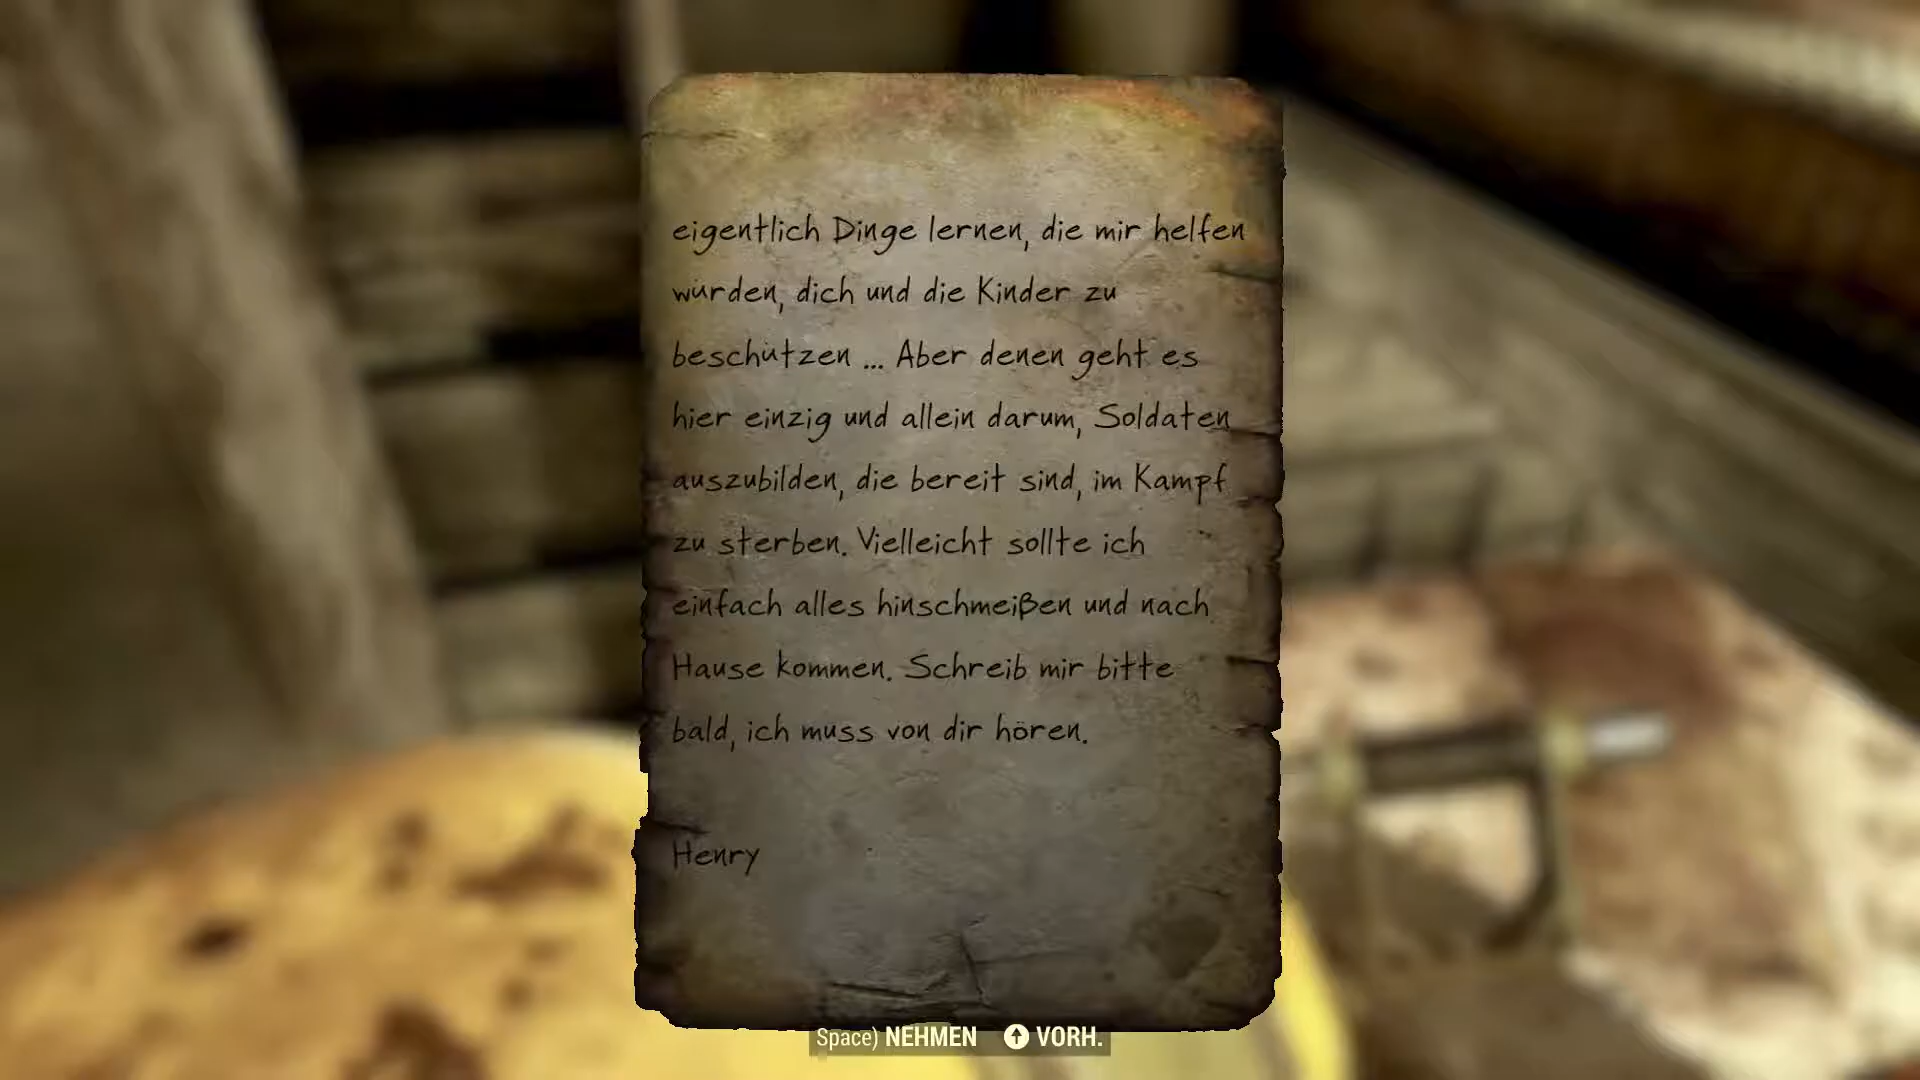 eigentlich Dinge lernen, die mir helfen
würden, dich und die Kinder zu
beschützen ... Aber denen geht es
hier einzig und allein darum, Soldaten
auszubilden, die bereit sind, im Kampf
zu sterben. Vielleicht sollte ich
einfach alles hinschmeißen und nach
Hause kommen. Schreib mir bitte
bald, ich muss von dir hören.
Henry
Space) NEHMEN VORH.